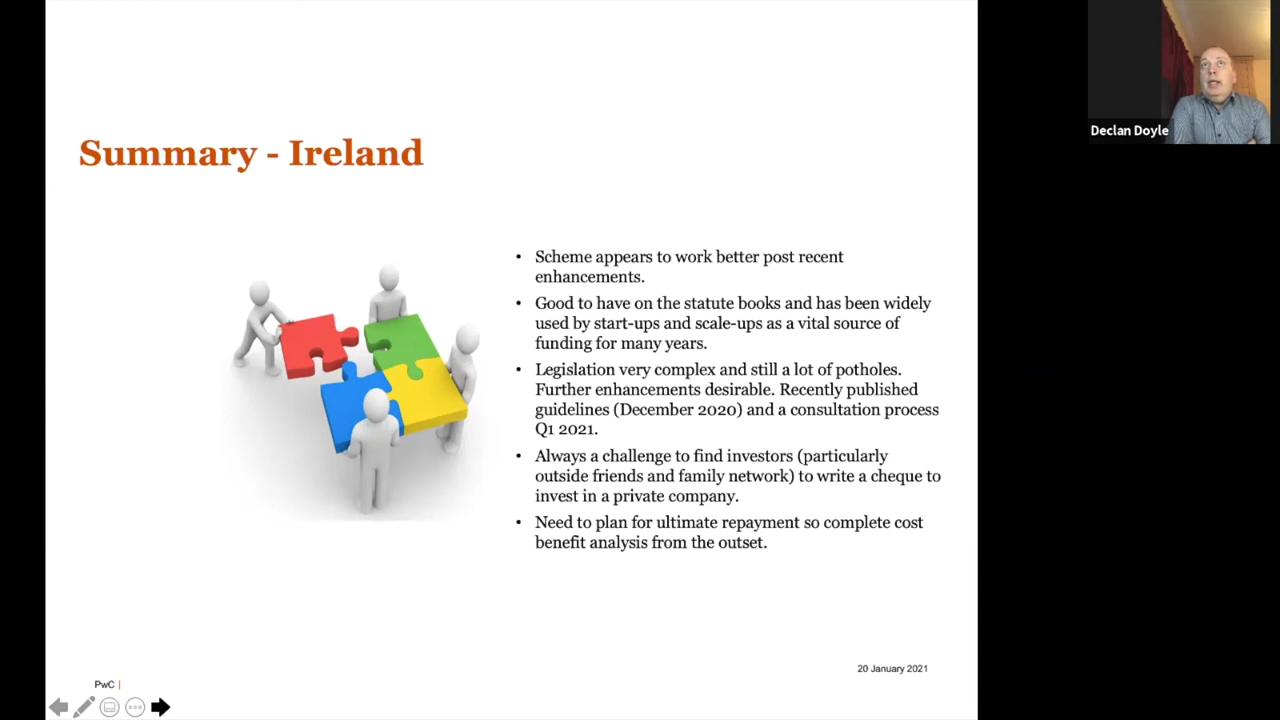 Summary - Ireland
• Scheme appears to work better post recent
enhancements.
• Good to have on the statute books and has been widely
used by start-ups and scale-ups as a vital source of
funding for many years.
• Legislation very complex and still a lot of potholes.
Further enhancements desirable. Recently published
guidelines (December 2020) and a consultation process
Q1 2021.
• Always a challenge to find investors (particularly
outside friends and family network) to write a cheque to
invest in a private company.
• Need to plan for ultimate repayment so complete cost
benefit analysis from the outset.
20 January 2021
PwC |
Declan Doyle